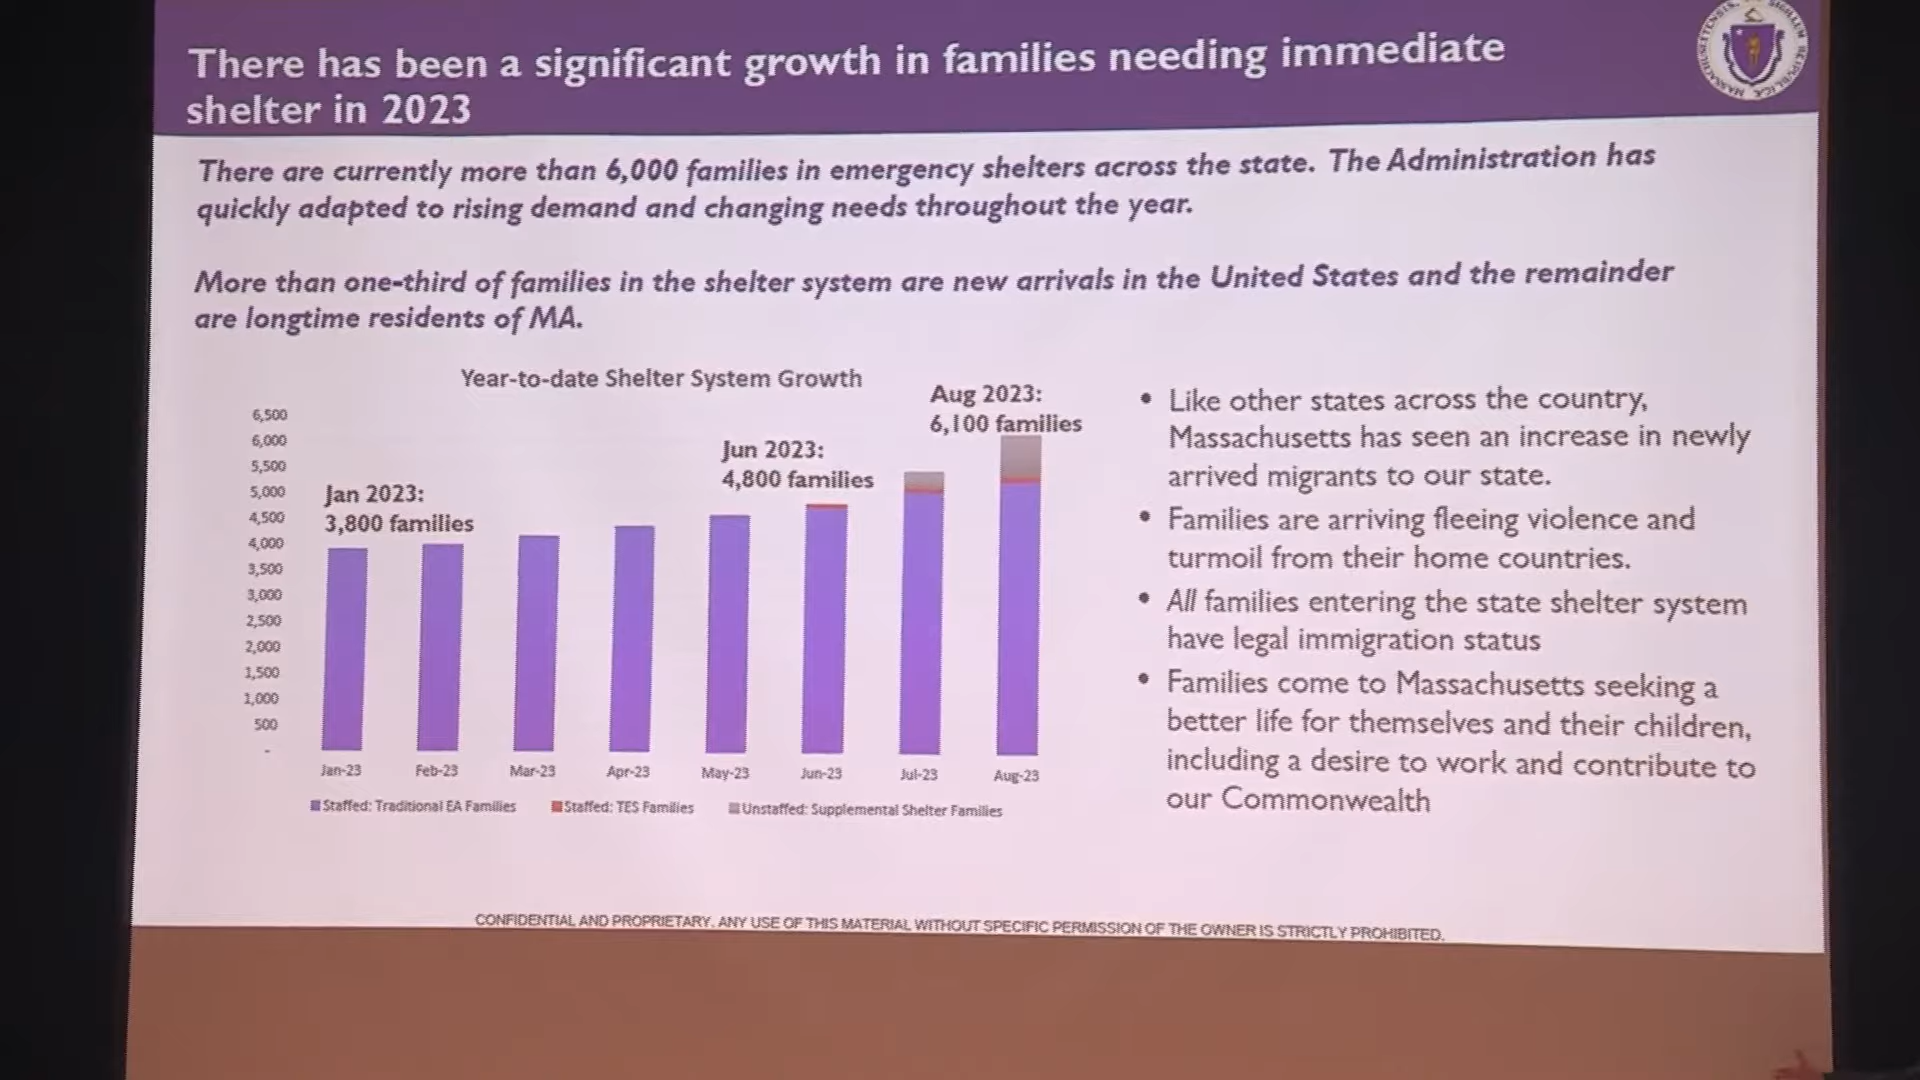 There has been a significant growth in families needing immediate
shelter in 2023
There are currently more than 6,000 families in emergency shelters across the state. The Administration has
quickly adapted to rising demand and changing needs throughout the year.
More than one-third of families in the shelter system are new arrivals in the United States and the remainder
are longtime residents of MA.
Year-to-date Shelter System Growth
6,500
6,000
5,500
5,000
4,500
4,000
3,500
3,000
2,500
2,000
1,500
1,000
500
-
Jan 2023:
3,800 families
Jun 2023:
4,800 families
Aug 2023:
6,100 families
Jan-23
Feb-23
Mar-23
Apr-23
May-23
Jun-23
Jul-23
Aug-23
Staffed: Traditional EA Families
Staffed: TES Families
Unstaffed: Supplemental Shelter Families
• Like other states across the country,
Massachusetts has seen an increase in newly
arrived migrants to our state.
• Families are arriving fleeing violence and
turmoil from their home countries.
• All families entering the state shelter system
have legal immigration status
• Families come to Massachusetts seeking a
better life for themselves and their children,
including a desire to work and contribute to
our Commonwealth
CONFIDENTIAL AND PROPRIETARY. ANY USE OF THIS MATERIAL WITHOUT SPECIFIC PERMISSION OF THE OWNER IS STRICTLY PROHIBITED.